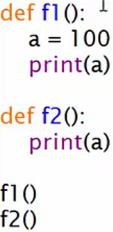 def f1():
    a = 100
    print(a)

def f2():
    print(a)

f1()
f2()